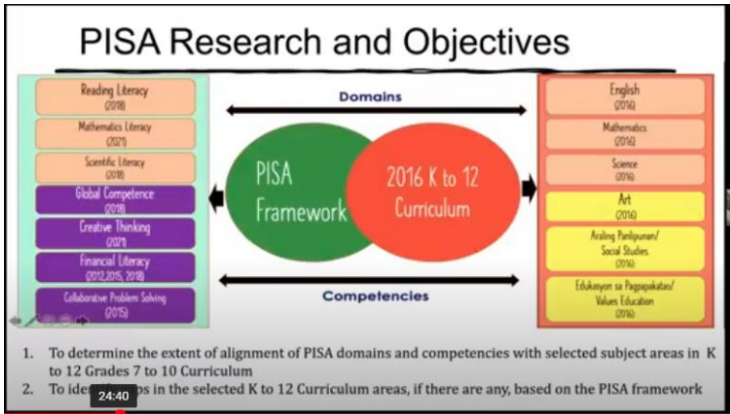 PISA Research and Objectives
Reading Literacy
(2018)
Mathematics Literacy
(2021)
Scientific Literacy
(2018)
Global Competence
(2018)
Creative Thinking
(2021)
Financial Literacy
(2012,2015, 2018)
Collaborative Problem Solving
(2015)
Domains
PISA
Framework
2016 K to 12
Curriculum
Competencies
English
(2016)
Mathematics
(2016)
Science
(2016)
Art
(2016)
Araling Panlipunan/
Social Studies
(2016)
Edukasyon sa Pagpapakatao/
Values Education
(2016)
1. To determine the extent of alignment of PISA domains and competencies with selected subject areas in K
to 12 Grades 7 to 10 Curriculum
2. To in the selected K to 12 Curriculum areas, if there are any, based on the PISA framework
24:40